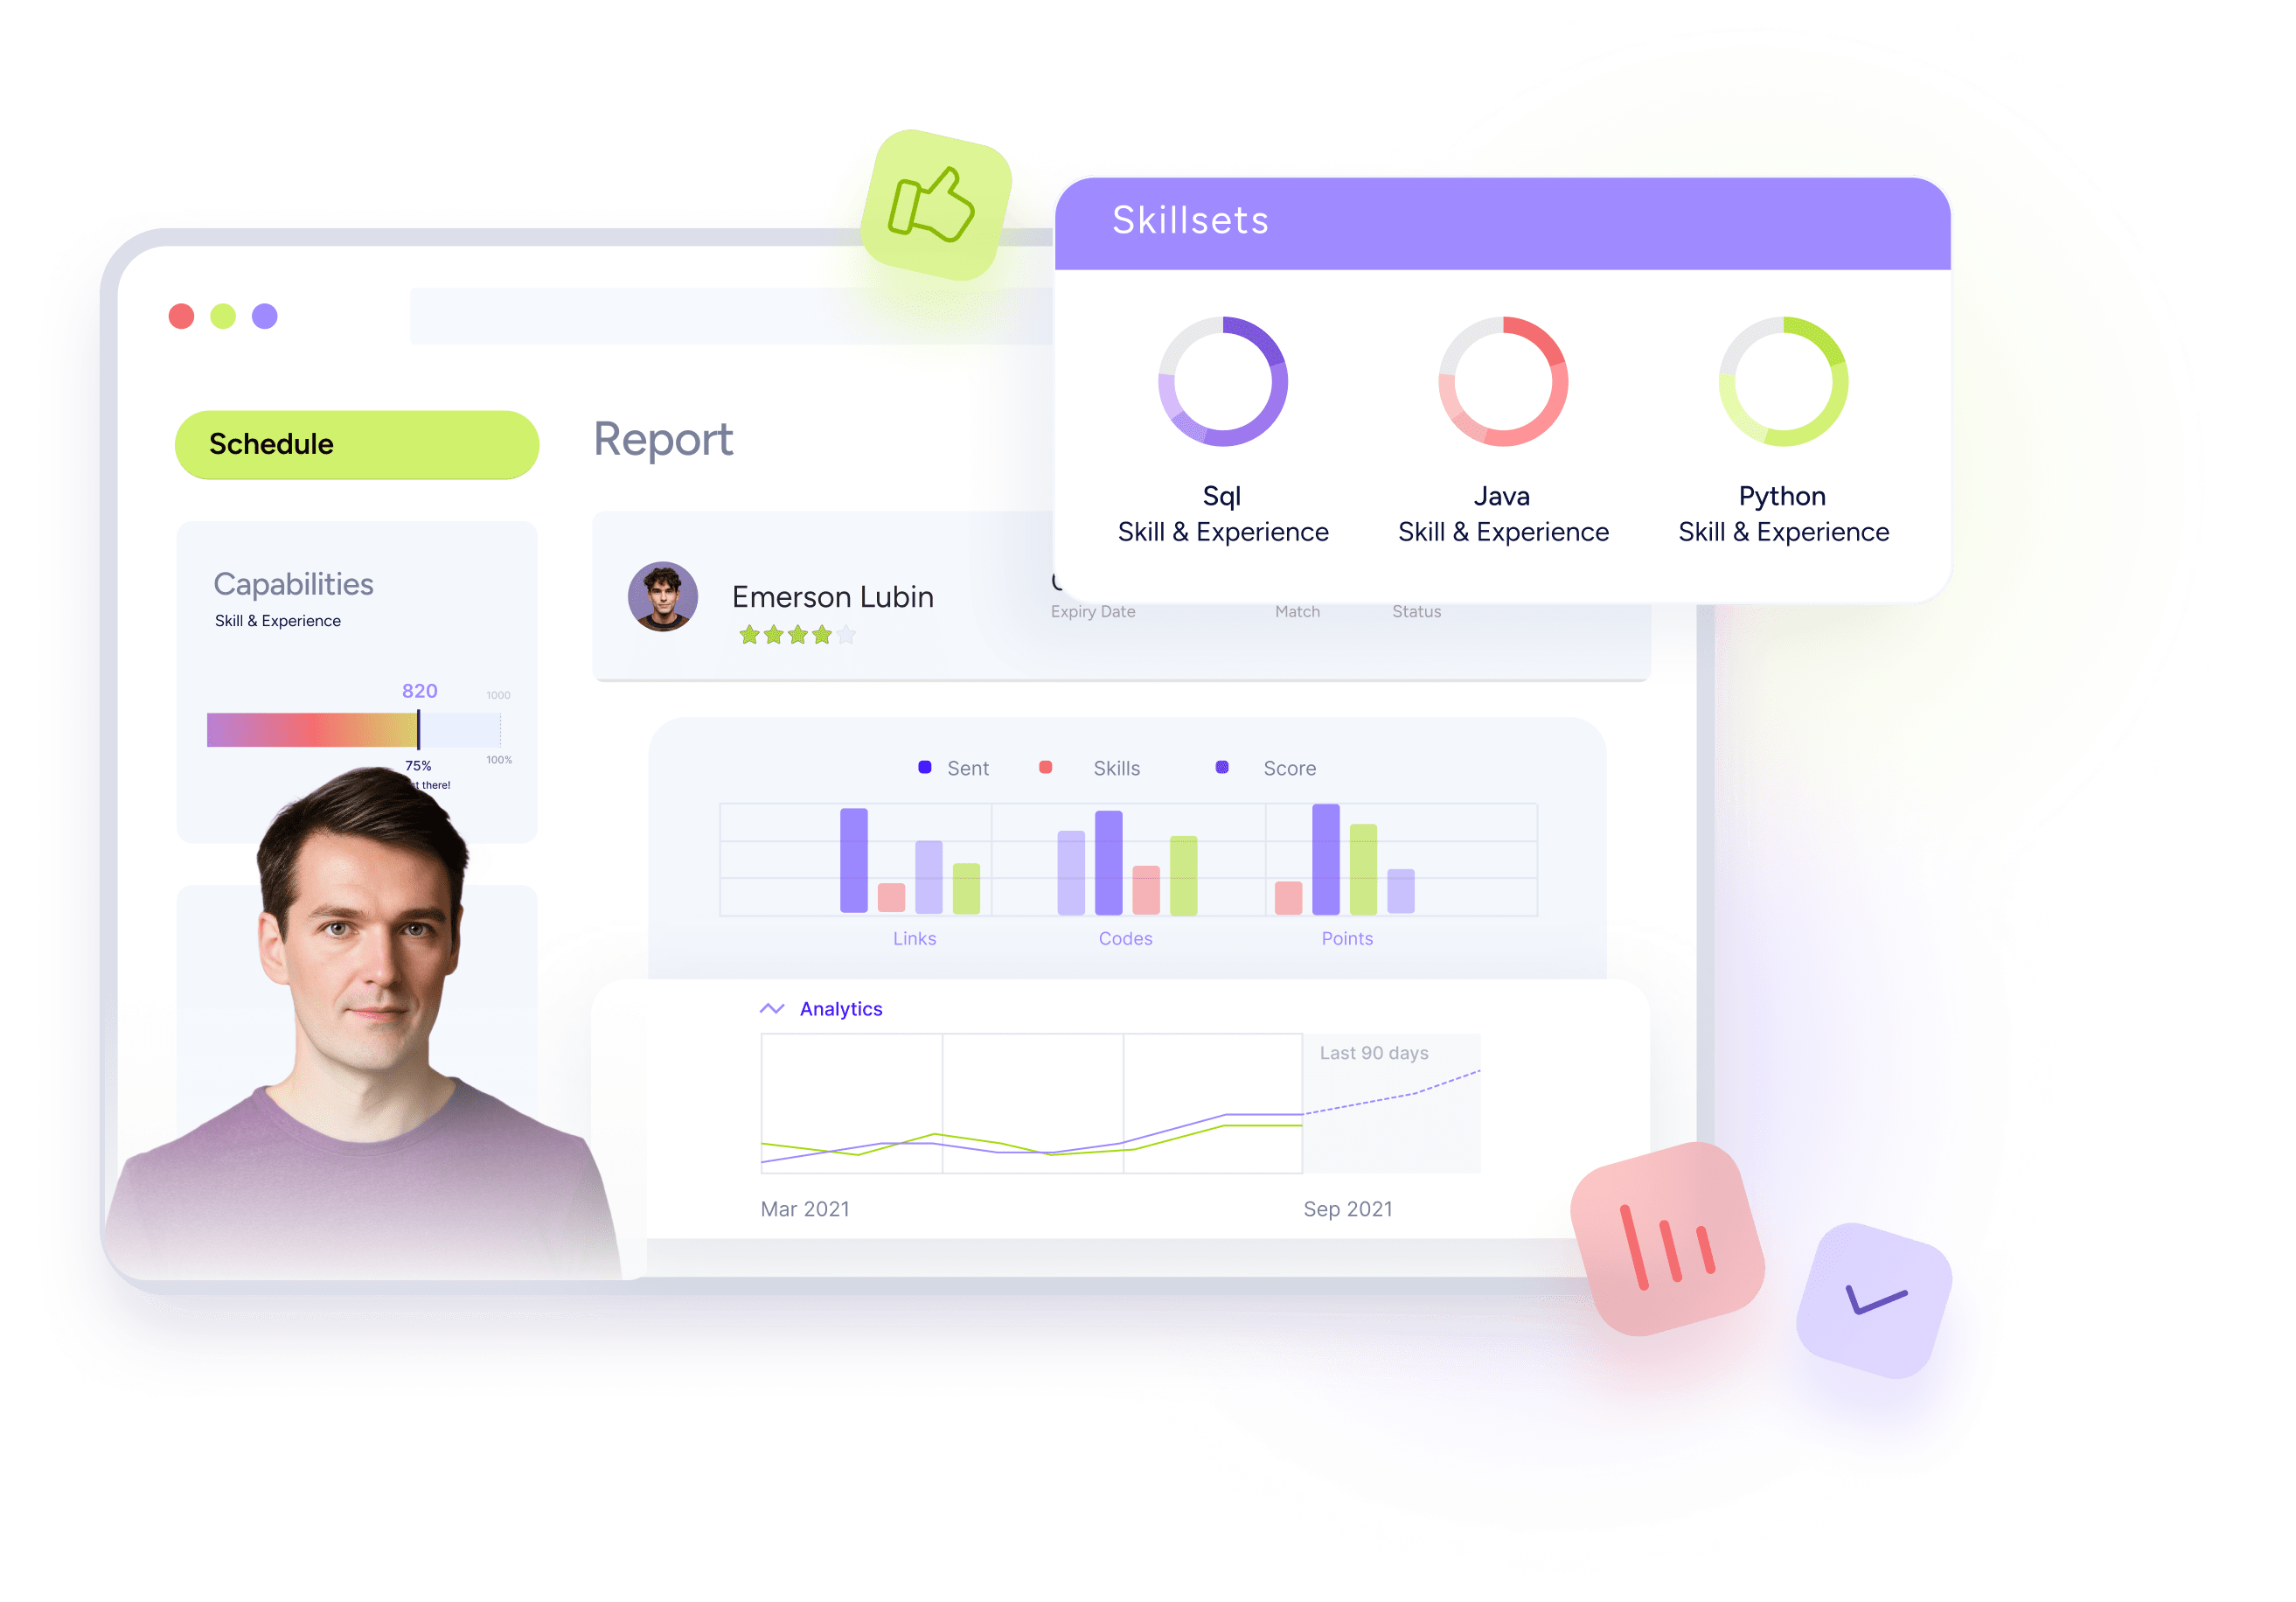 Skillsets
Sql
Skill & Experience
Java
Skill & Experience
Python
Skill & Experience
Schedule
Report
Capabilities
Skill & Experience
820
1000
75%
100%
there!
Emerson Lubin
Expiry Date
Match
Status
Sent
Skills
Score
Links
Codes
Points
Analytics
Last 90 days
Mar 2021
Sep 2021